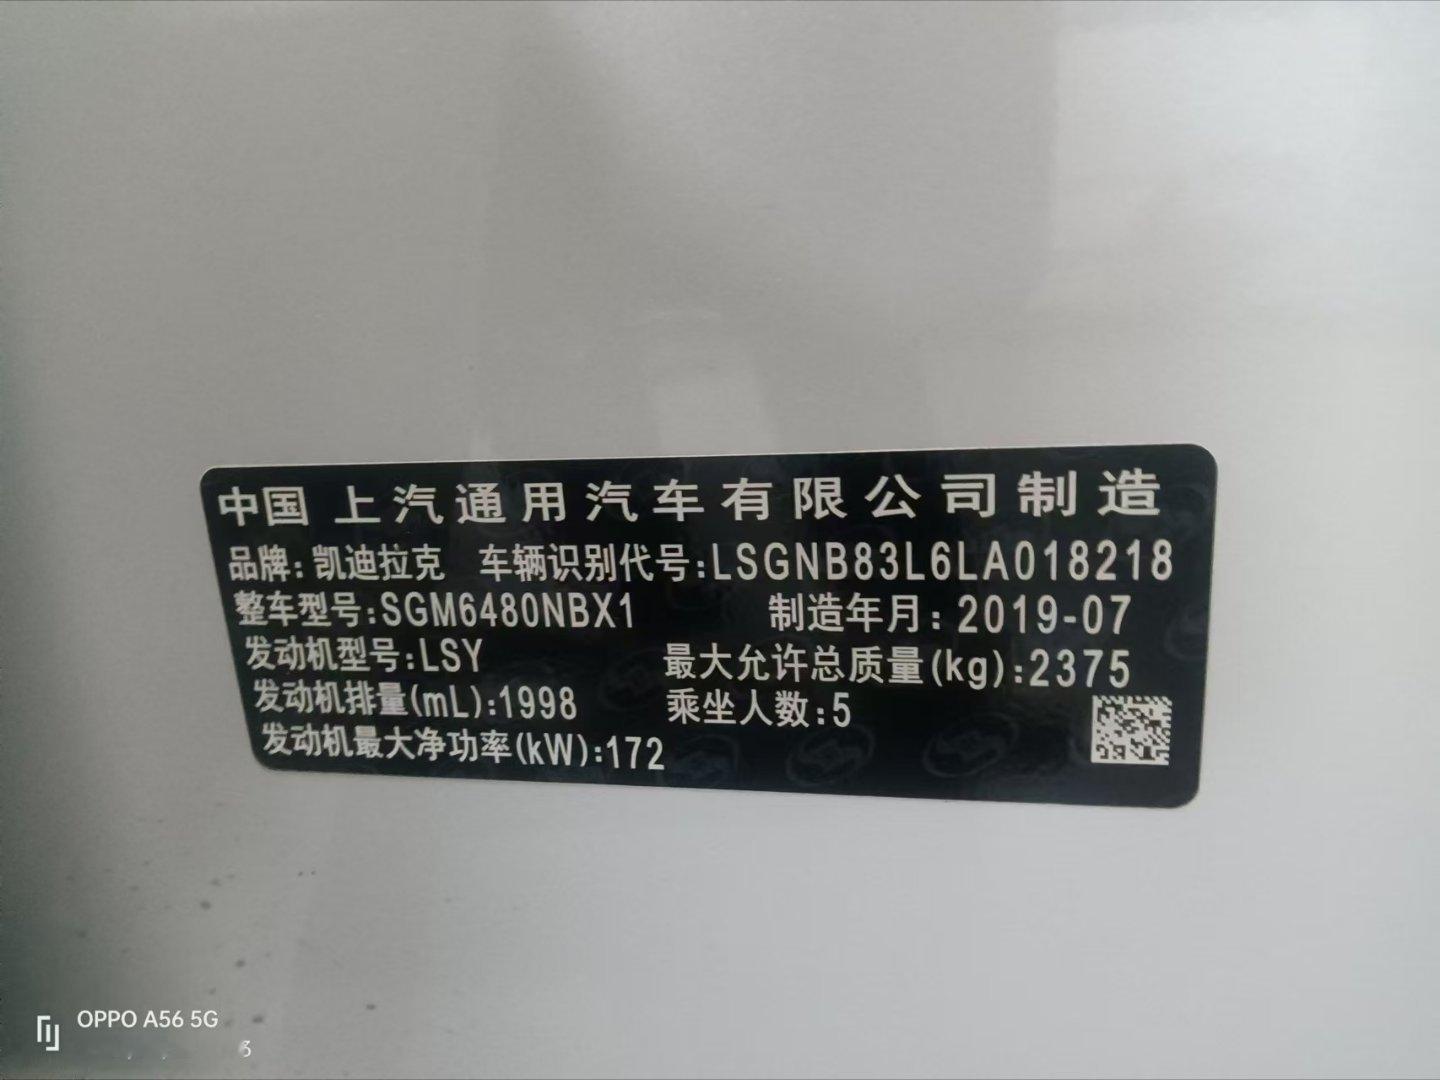 中国 上汽通用汽车有限公司制造
品牌:凯迪拉克 车辆识别代号:LSGNB83L6LA018218
整车型号:SGM6480NBX1 制造年月:2019-07
发动机型号:LSY 最大允许总质量(kg):2375
发动机排量(mL):1998 乘坐人数:5
发动机最大净功率(kW):172
OPPO A56 5G